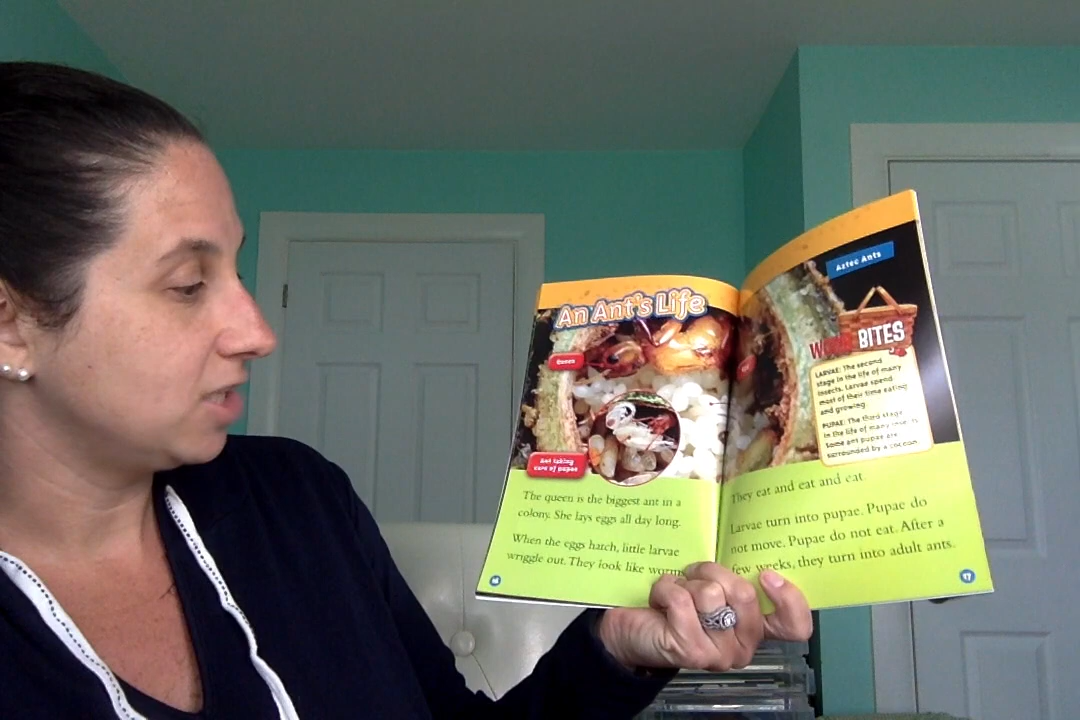 An Ant's Life
Queen
Ant taking
care of pupae
The queen is the biggest ant in a
colony. She lays eggs all day long.
When the eggs hatch, little larvae
wriggle out. They look like worms.
16
Aztec Ants
WORD BITES
LARVAE: The second
stage in the life of many
insects. Larvae spend
most of their time eating
and growing.
PUPAE: The third stage
in the life of many insects.
Some ant pupae are
surrounded by a cocoon.
They eat and eat and eat.
Larvae turn into pupae. Pupae do
not move. Pupae do not eat. After a
few weeks, they turn into adult ants.
17